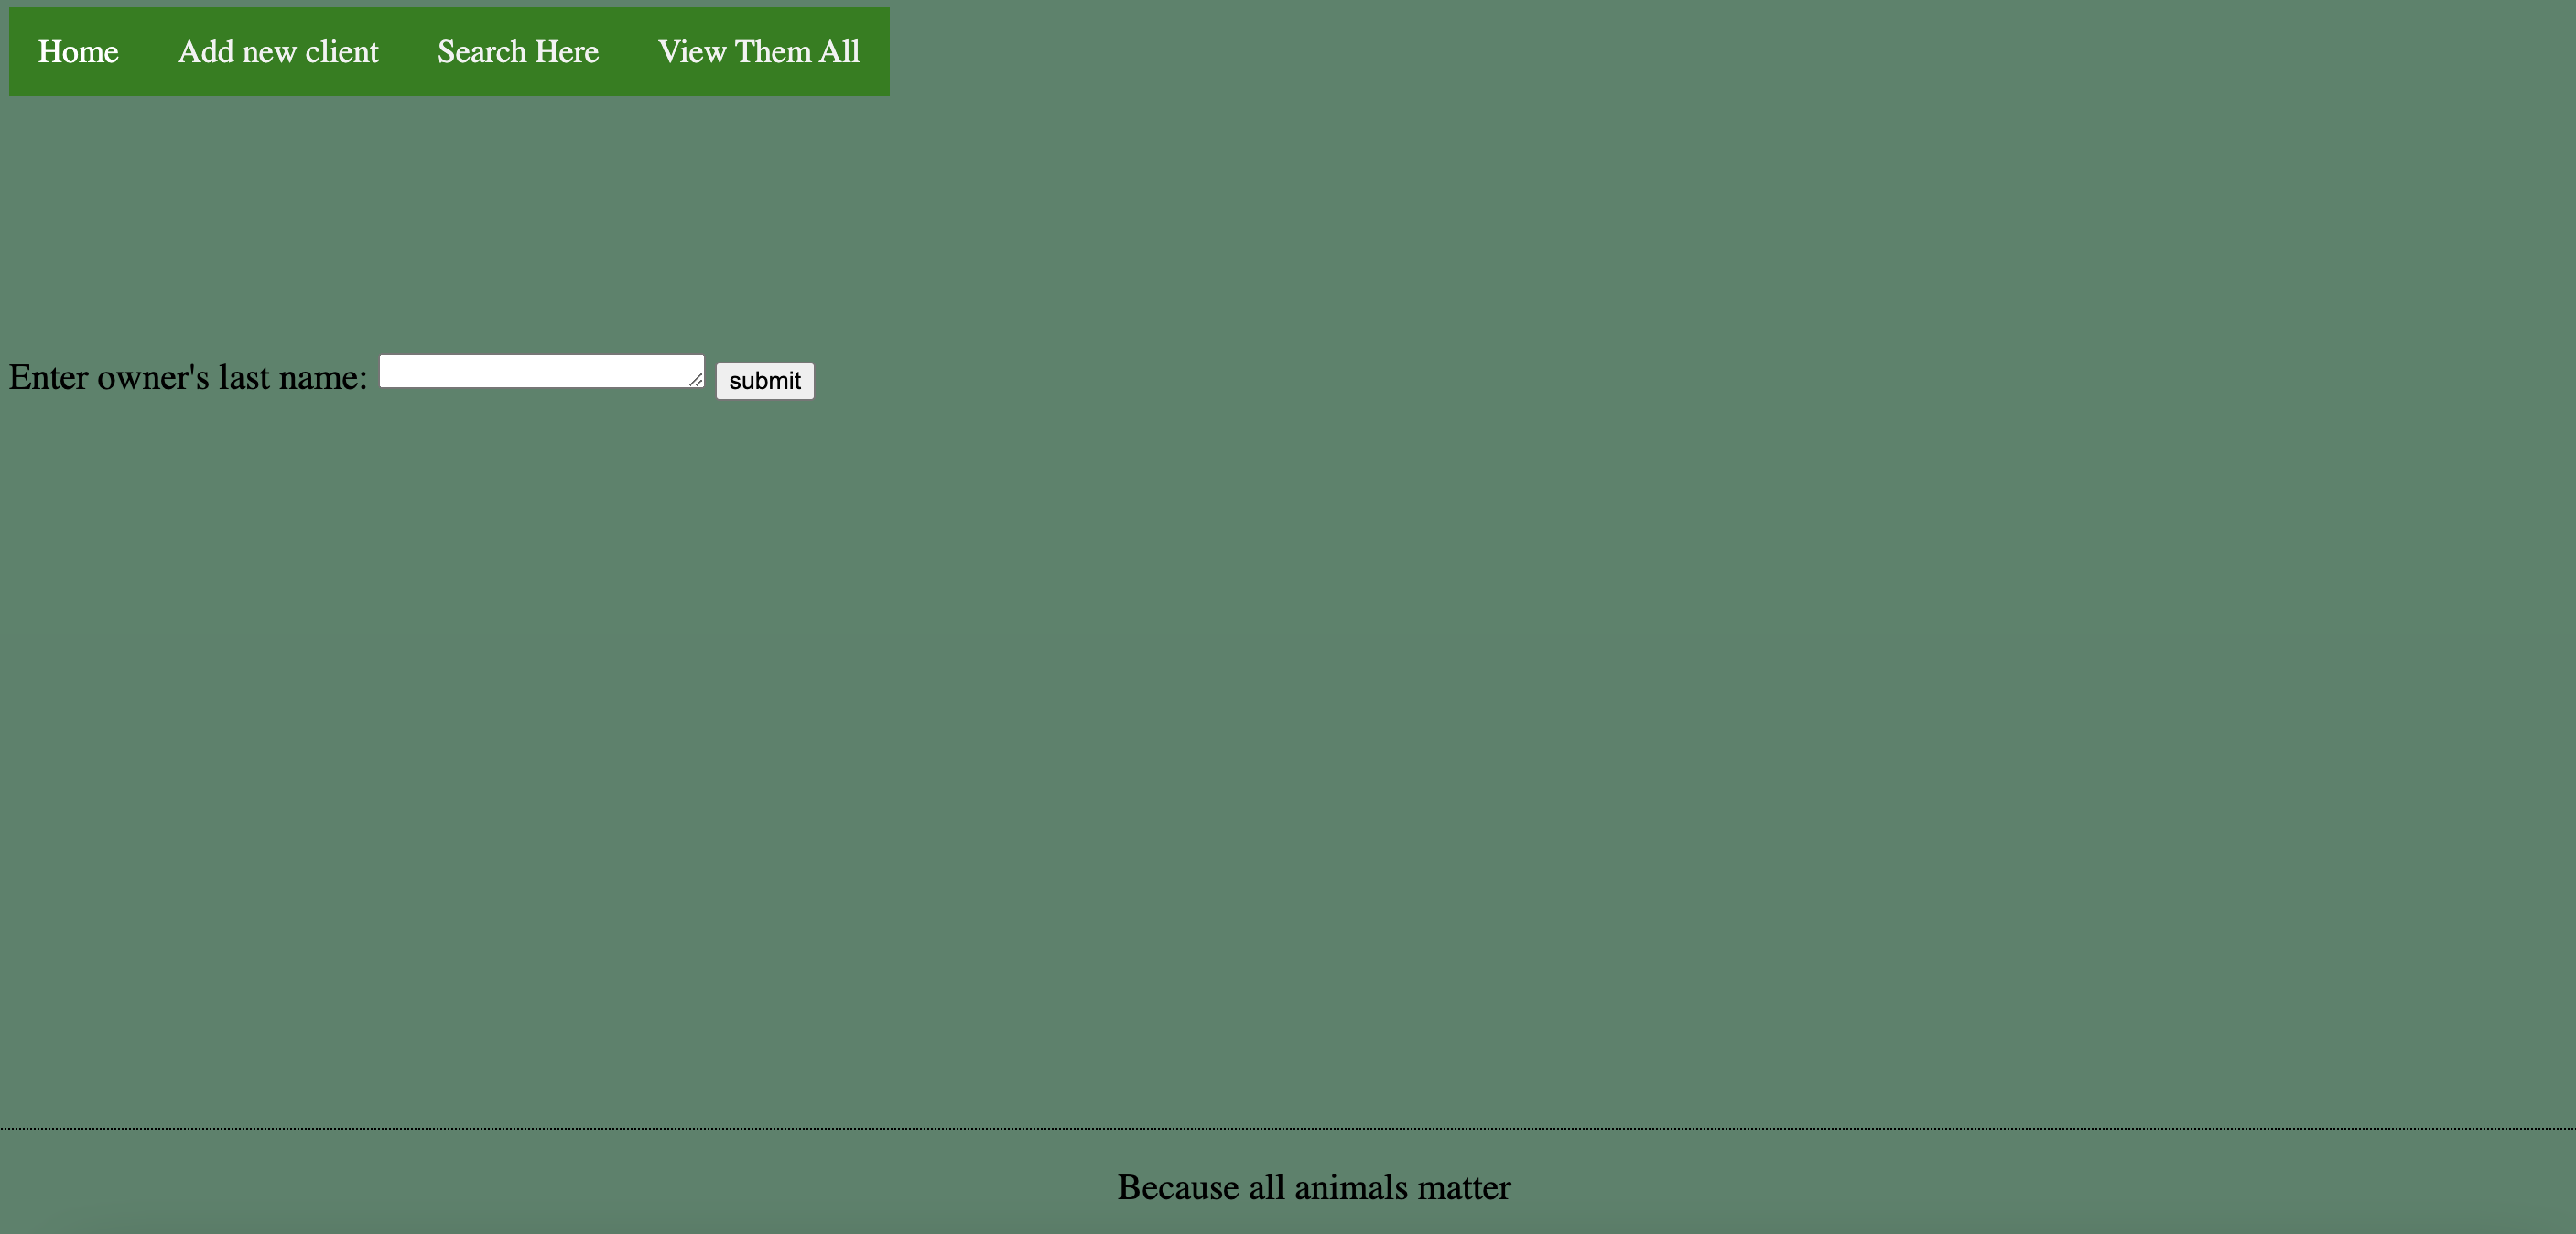 Home Add new client Search Here View Them All
Enter owner's last name: submit
Because all animals matter